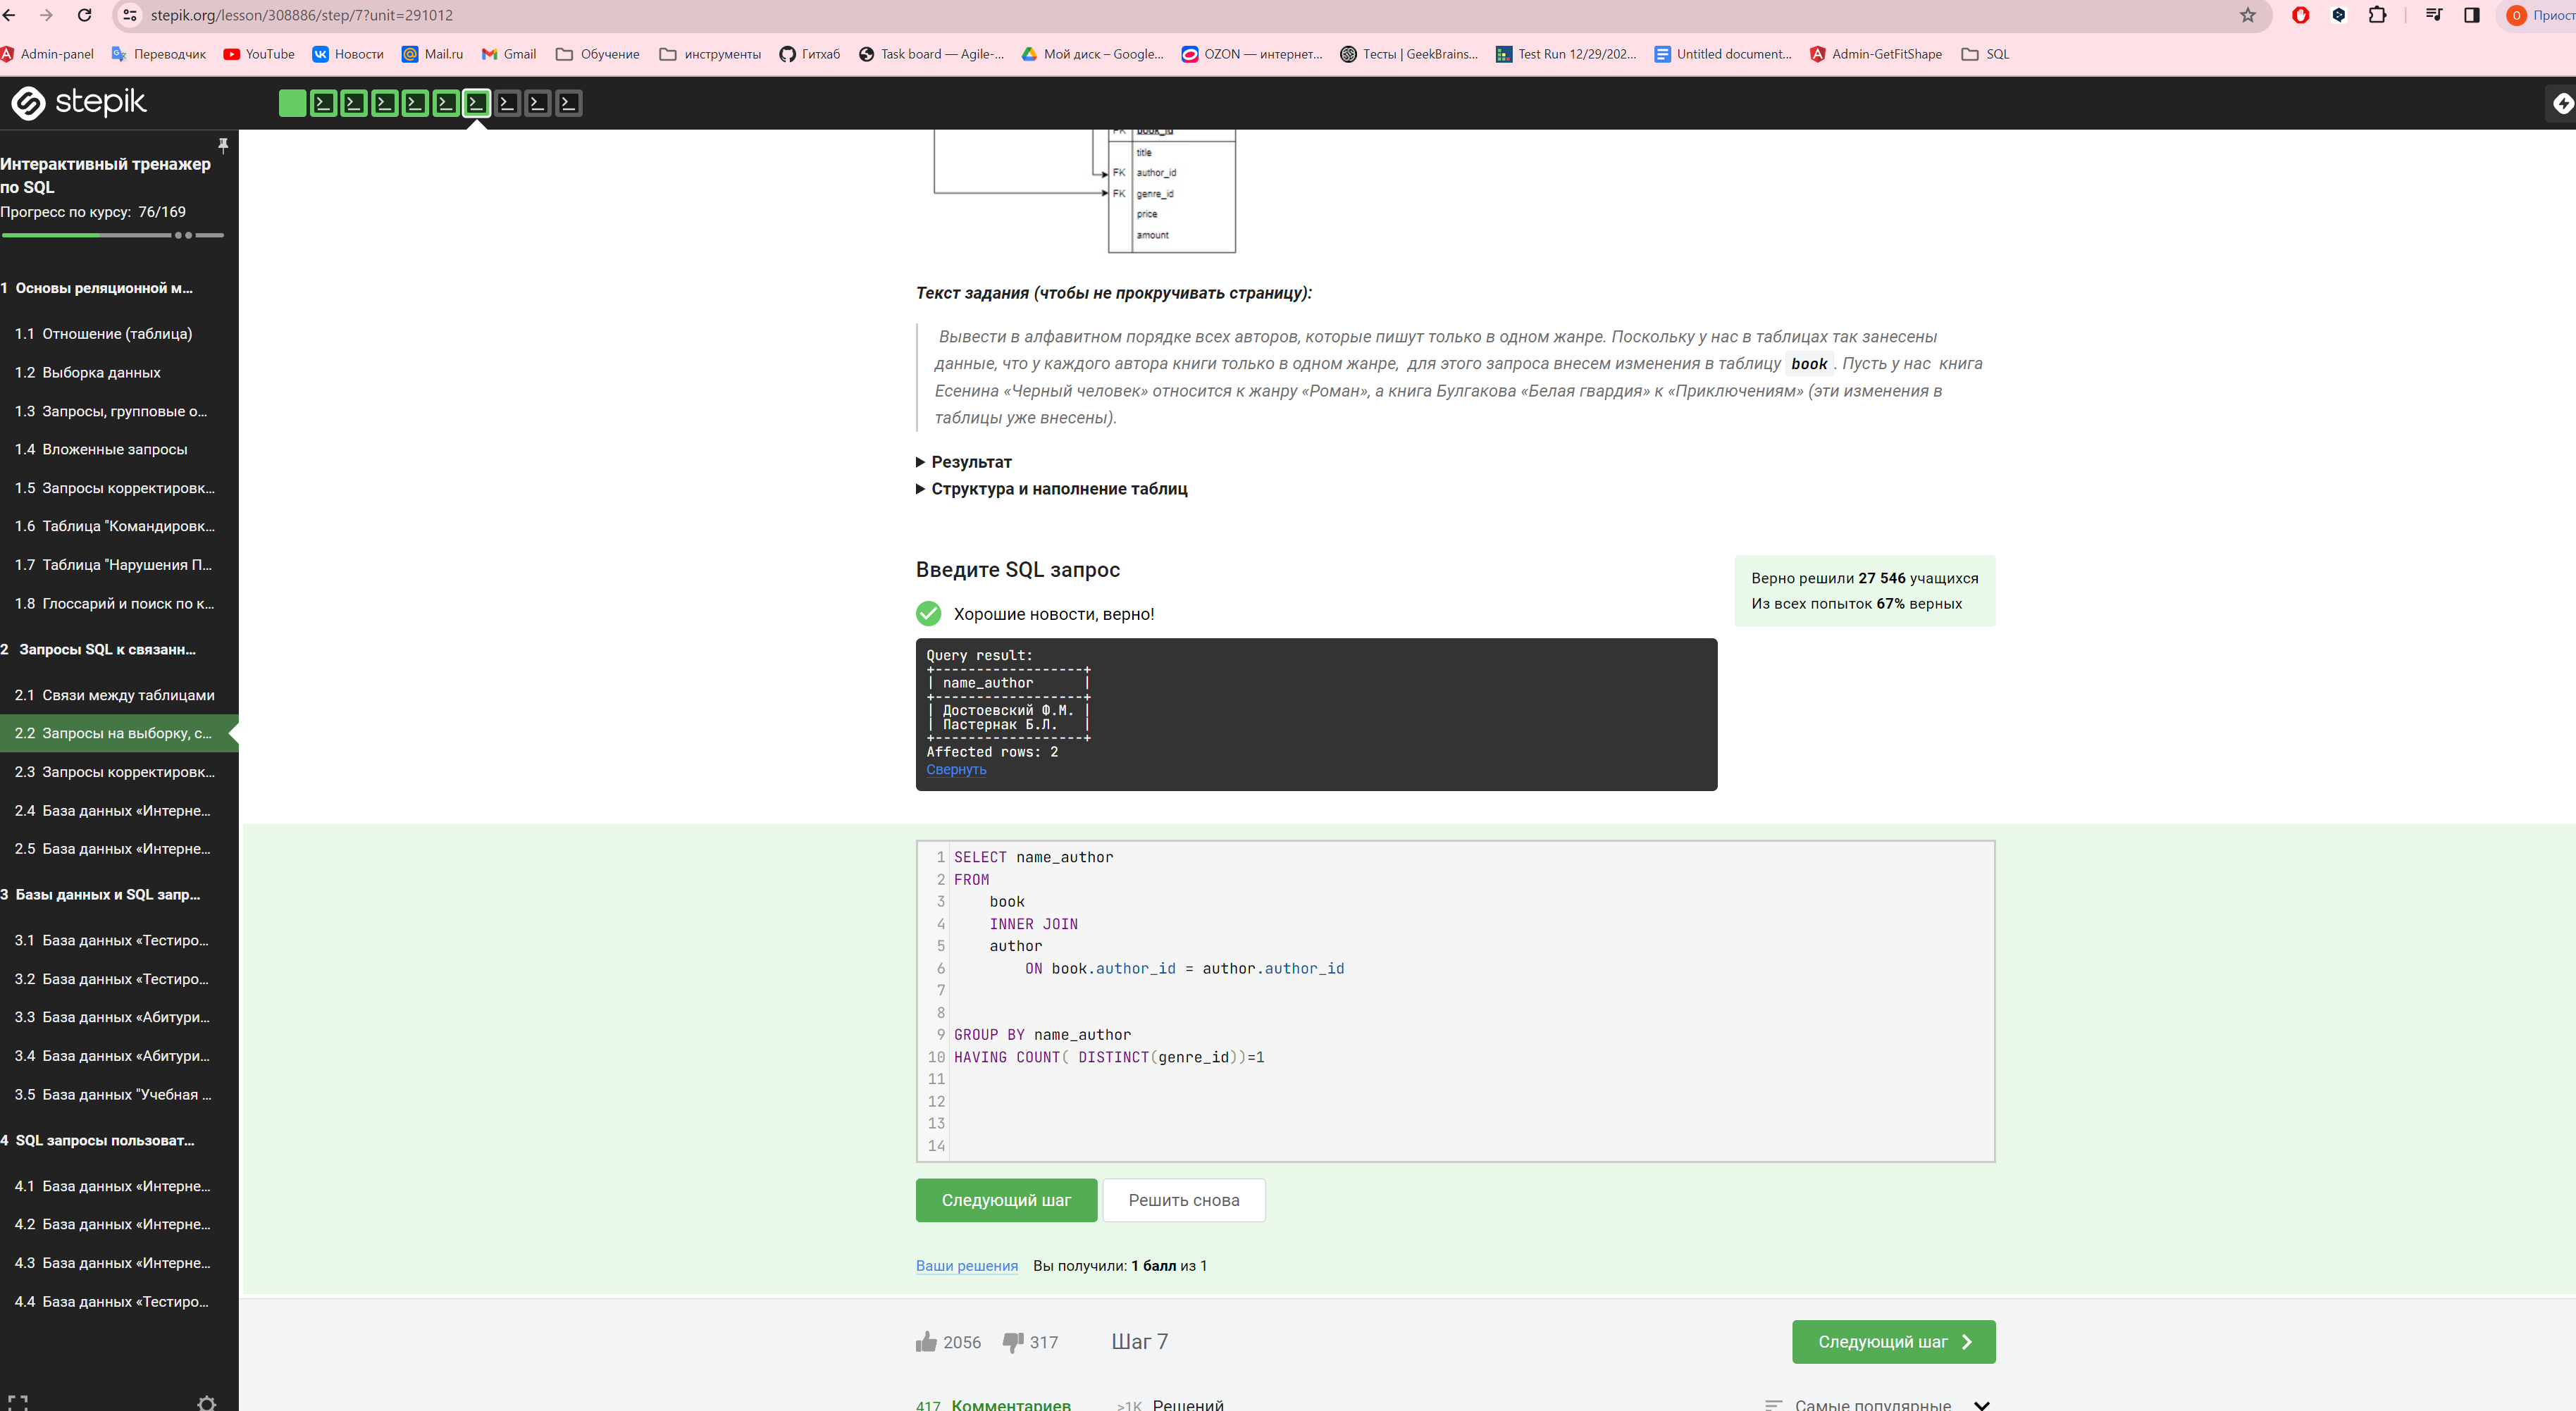 stepik.org/lesson/308886/step/7?unit=291012
О Приост
Admin-panel Переводчик YouTube Новости Mail.ru Gmail Обучение инструменты Гитхаб Task board — Agile-... Мой диск – Google... OZON — интернет... Тесты | GeekBrains... Test Run 12/29/202... Untitled document... Admin-GetFitShape SQL
stepik
Интерактивный тренажер
по SQL
Прогресс по курсу: 76/169
1 Основы реляционной м...
1.1 Отношение (таблица)
1.2 Выборка данных
1.3 Запросы, групповые о...
1.4 Вложенные запросы
1.5 Запросы корректировк...
1.6 Таблица "Командировк...
1.7 Таблица "Нарушения П...
1.8 Глоссарий и поиск по к...
2 Запросы SQL к связанн...
2.1 Связи между таблицами
2.2 Запросы на выборку, с...
2.3 Запросы корректировк...
2.4 База данных «Интерне...
2.5 База данных «Интерне...
3 Базы данных и SQL запр...
3.1 База данных «Тестиро...
3.2 База данных «Тестиро...
3.3 База данных «Абитури...
3.4 База данных «Абитури...
3.5 База данных "Учебная ...
4 SQL запросы пользоват...
4.1 База данных «Интерне...
4.2 База данных «Интерне...
4.3 База данных «Интерне...
4.4 База данных «Тестиро...
FK book_id
title
FK author_id
FK genre_id
price
amount
Текст задания (чтобы не прокручивать страницу):
Вывести в алфавитном порядке всех авторов, которые пишут только в одном жанре. Поскольку у нас в таблицах так занесены
данные, что у каждого автора книги только в одном жанре, для этого запроса внесем изменения в таблицу book . Пусть у нас книга
Есенина «Черный человек» относится к жанру «Роман», а книга Булгакова «Белая гвардия» к «Приключениям» (эти изменения в
таблицы уже внесены).
Результат
Структура и наполнение таблиц
Введите SQL запрос
Верно решили 27 546 учащихся
Из всех попыток 67% верных
Хорошие новости, верно!
Query result:
+------------------+
| name_author |
+------------------+
| Достоевский Ф.М. |
| Пастернак Б.Л. |
+------------------+
Affected rows: 2
Свернуть
1 SELECT name_author
2 FROM
3 book
4 INNER JOIN
5 author
6 ON book.author_id = author.author_id
7
8
9 GROUP BY name_author
10 HAVING COUNT( DISTINCT(genre_id))=1
11
12
13
14
Следующий шаг Решить снова
Ваши решения Вы получили: 1 балл из 1
2056 317 Шаг 7 Следующий шаг
417 Комментариев >1K Решений Самые популярные